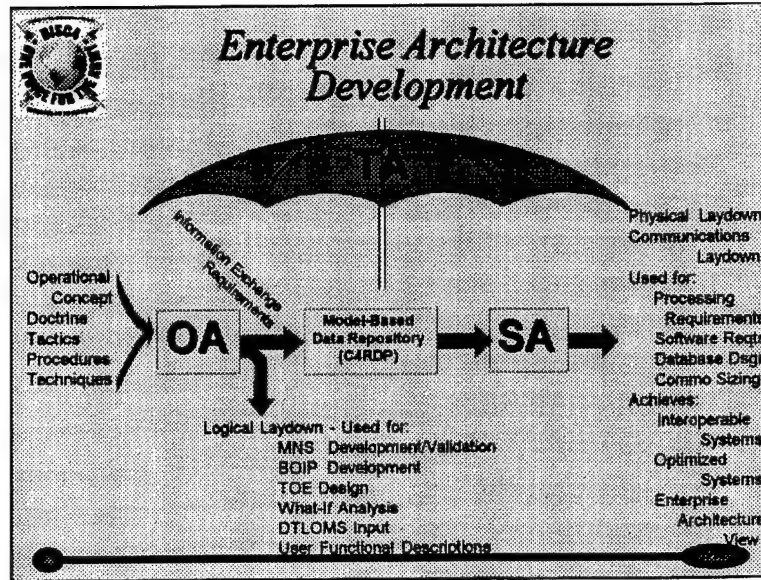 DISC4
Enterprise Architecture
Development
Information Exchange
Requirements
Operational
Concept
Doctrine
Tactics
Procedures
Techniques
OA
Model-Based
Data Repository
(C4RDP)
SA
Physical Laydown
Communications
Laydown
Used for:
Processing
Requirements
Software Reqts
Database Dsgn
Commo Sizing
Achieves:
Interoperable
Systems
Optimized
Systems
Enterprise
Architecture
View
Logical Laydown - Used for:
MNS Development/Validation
BOIP Development
TOE Design
What-If Analysis
DTLOMS Input
User Functional Descriptions